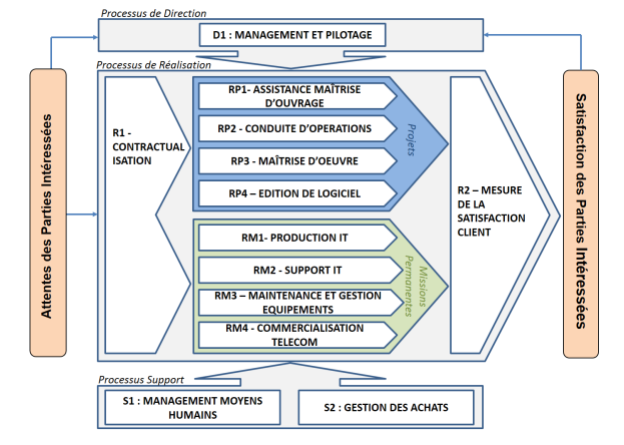 Processus de Direction
D1 : MANAGEMENT ET PILOTAGE
Processus de Réalisation
Attentes des Parties Intéressées
R1 -
CONTRACTUAL
ISATION
RP1- ASSISTANCE MAÎTRISE
D'OUVRAGE
RP2 - CONDUITE D'OPERATIONS
RP3 - MAÎTRISE D'OEUVRE
RP4 – EDITION DE LOGICIEL
Projets
RM1- PRODUCTION IT
RM2 - SUPPORT IT
RM3 – MAINTENANCE ET GESTION
EQUIPEMENTS
RM4 - COMMERCIALISATION
TELECOM
Missions
Permanentes
R2 – MESURE
DE LA
SATISFACTION
CLIENT
Satisfaction des Parties Intéressées
Processus Support
S1 : MANAGEMENT MOYENS
HUMAINS
S2 : GESTION DES ACHATS